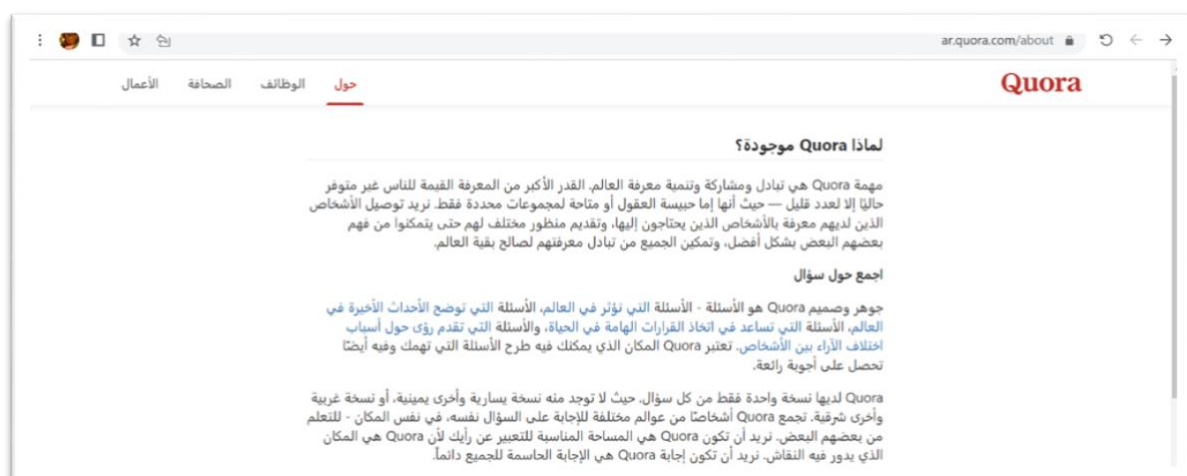 ar.quora.com/about
Quora
حول الوظائف الصحافة الأعمال
لماذا Quora موجودة؟
مهمة Quora هي تبادل ومشاركة وتنمية معرفة العالم. القدر الأكبر من المعرفة القيمة للناس غير متوفر
حاليًا إلا لعدد قليل — حيث أنها إما حبيسة العقول أو متاحة لمجموعات محددة فقط. نريد توصيل الأشخاص
الذين لديهم معرفة بالأشخاص الذين يحتاجون إليها، وتقديم منظور مختلف لهم حتى يتمكنوا من فهم
بعضهم البعض بشكل أفضل، وتمكين الجميع من تبادل معرفتهم لصالح بقية العالم.
اجمع حول سؤال
جوهر وصميم Quora هو الأسئلة - الأسئلة التي تؤثر في العالم، الأسئلة التي توضح الأحداث الأخيرة في
العالم، الأسئلة التي تساعد في اتخاذ القرارات الهامة في الحياة، والأسئلة التي تقدم رؤى حول أسباب
اختلاف الآراء بين الأشخاص. تعتبر Quora المكان الذي يمكنك فيه طرح الأسئلة التي تهمك وفيه أيضًا
تحصل على أجوبة رائعة.
Quora لديها نسخة واحدة فقط من كل سؤال. حيث لا توجد منه نسخة يسارية وأخرى يمينية، أو نسخة غربية
وأخرى شرقية. تجمع Quora أشخاصًا من عوالم مختلفة للإجابة على السؤال نفسه، في نفس المكان - للتعلم
من بعضهم البعض. نريد أن تكون Quora هي المساحة المناسبة للتعبير عن رأيك لأن Quora هي المكان
الذي يدور فيه النقاش. نريد أن تكون إجابة Quora هي الإجابة الحاسمة للجميع دائماً.